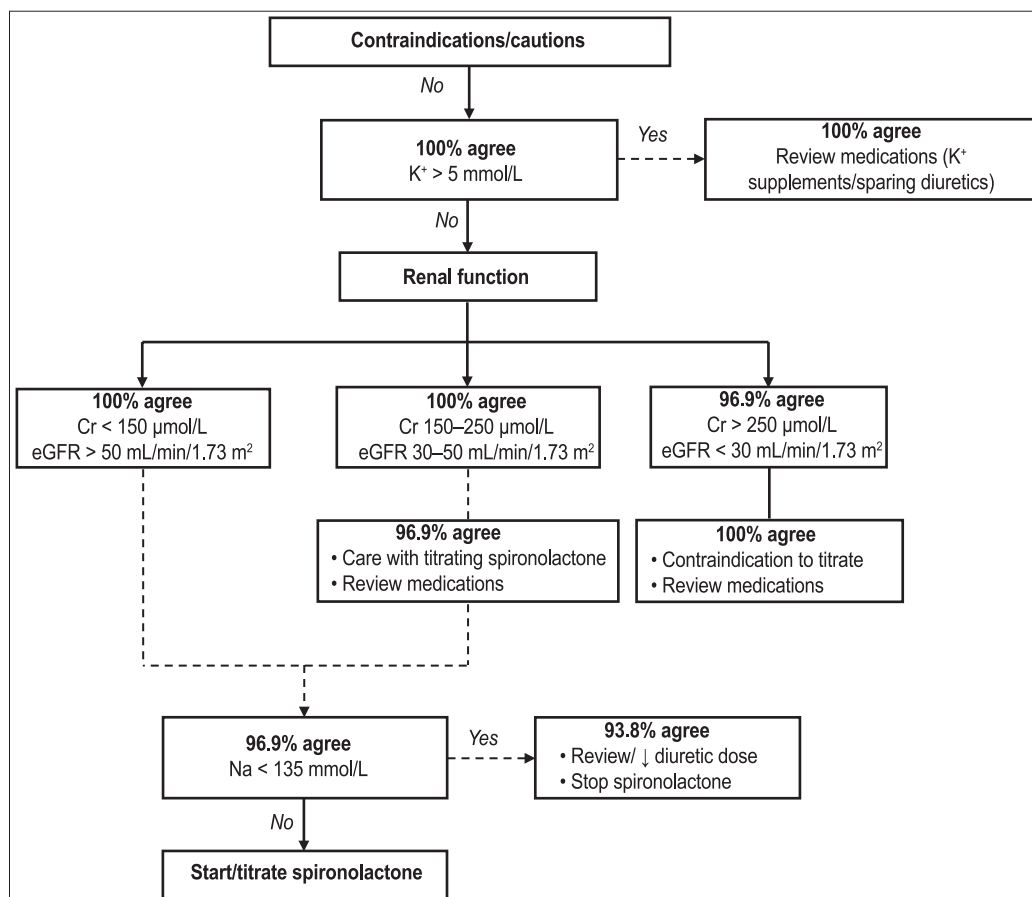 Contraindications/cautions
No
100% agree
K⁺ > 5 mmol/L
Yes
100% agree
Review medications (K⁺
supplements/sparing diuretics)
No
Renal function
100% agree
Cr < 150 µmol/L
eGFR > 50 mL/min/1.73 m²
100% agree
Cr 150–250 µmol/L
eGFR 30–50 mL/min/1.73 m²
96.9% agree
Cr > 250 µmol/L
eGFR < 30 mL/min/1.73 m²
96.9% agree
• Care with titrating spironolactone
• Review medications
100% agree
• Contraindication to titrate
• Review medications
96.9% agree
Na < 135 mmol/L
Yes
93.8% agree
• Review/ ↓ diuretic dose
• Stop spironolactone
No
Start/titrate spironolactone